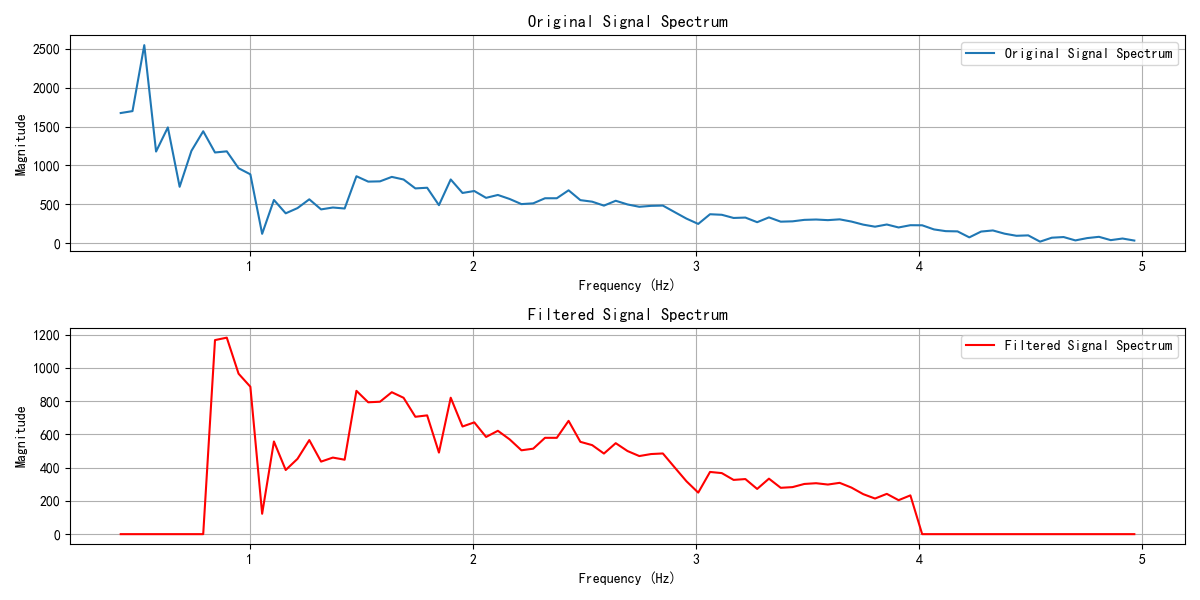 Original Signal Spectrum
Original Signal Spectrum
2500
2000
1500
1000
500
0
Magnitude
1 2 3 4 5
Frequency (Hz)
Filtered Signal Spectrum
Filtered Signal Spectrum
1200
1000
800
600
400
200
0
Magnitude
1 2 3 4 5
Frequency (Hz)